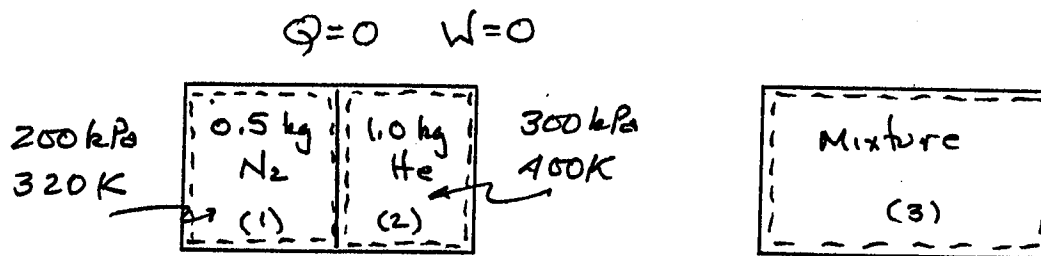 Q=0 W=0
200 kPa
320K
0.5 kg
N₂
(1)
1.0 kg
He
(2)
300 kPa
400K
Mixture
(3)